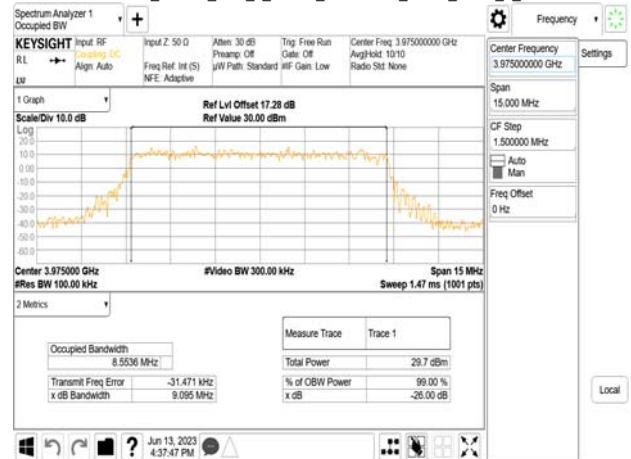 Spectrum Analyzer 1
Occupied BW
Frequency
KEYSIGHT
Input: RF
Coupling: DC
Align: Auto
Input Z: 50 Ω
Freq Ref: Int (S)
NFE: Adaptive
Atten: 30 dB
Preamp: Off
µW Path: Standard
Trig: Free Run
Gate: Off
#IF Gain: Low
Center Freq: 3.975000000 GHz
Avg|Hold: 10/10
Radio Std: None
RL
LV
Center Frequency
3.975000000 GHz
Settings
Span
15.000 MHz
CF Step
1.500000 MHz
Auto
Man
Freq Offset
0 Hz
Local
1 Graph
Scale/Div 10.0 dB
Ref Lvl Offset 17.28 dB
Ref Value 30.00 dBm
Log
20.0
10.0
0.00
-10.0
-20.0
-30.0
-40.0
-50.0
-60.0
Center 3.975000 GHz
#Res BW 100.00 kHz
#Video BW 300.00 kHz
Span 15 MHz
Sweep 1.47 ms (1001 pts)
2 Metrics
Occupied Bandwidth
8.5536 MHz
Transmit Freq Error -31.471 kHz
x dB Bandwidth 9.095 MHz
Measure Trace Trace 1
Total Power 29.7 dBm
% of OBW Power 99.00 %
x dB -26.00 dB
?
Jun 13, 2023
4:37:47 PM